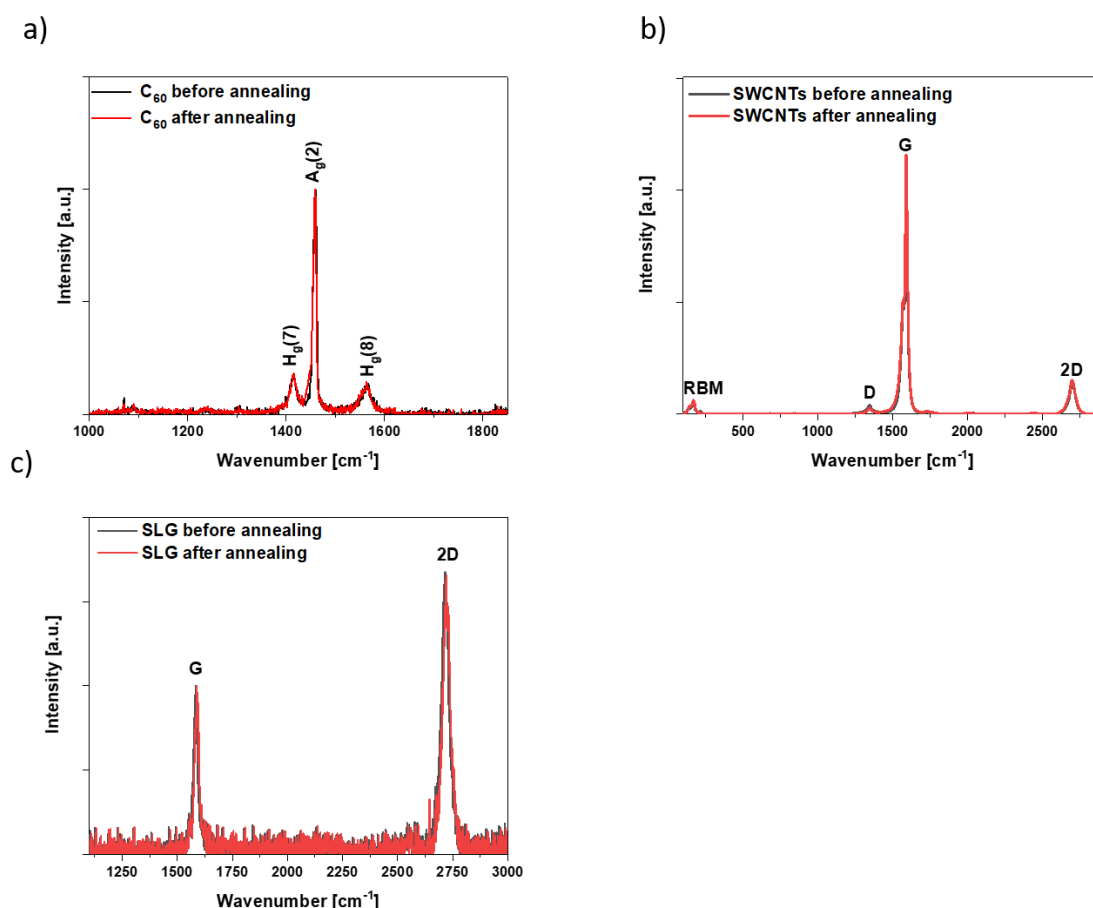 a)
C₆₀ before annealing
C₆₀ after annealing
Hg(7)
Ag(2)
Hg(8)
Intensity [a.u.]
1000 1200 1400 1600 1800
Wavenumber [cm⁻¹]
b)
SWCNTs before annealing
SWCNTs after annealing
G
RBM
D
2D
Intensity [a.u.]
500 1000 1500 2000 2500
Wavenumber [cm⁻¹]
c)
SLG before annealing
SLG after annealing
2D
G
Intensity [a.u.]
1250 1500 1750 2000 2250 2500 2750 3000
Wavenumber [cm⁻¹]